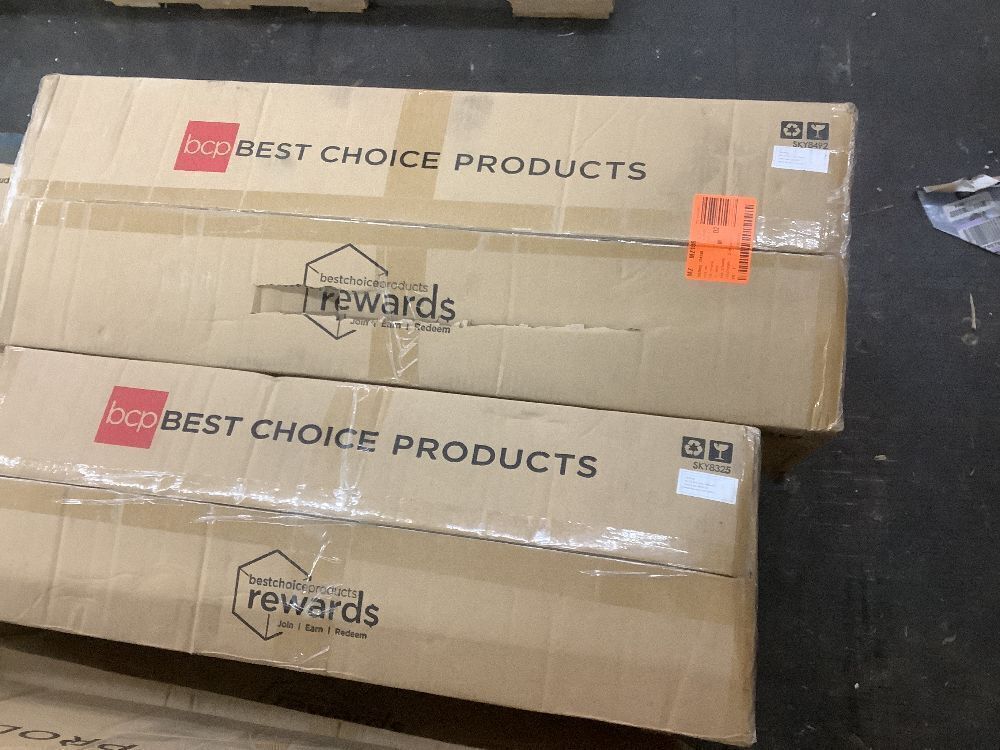 bcp BEST CHOICE PRODUCTS
SKY8492
bestchoiceproducts
rewards
Join | Earn | Redeem
bcp BEST CHOICE PRODUCTS
SKY8325
bestchoiceproducts
rewards
Join | Earn | Redeem